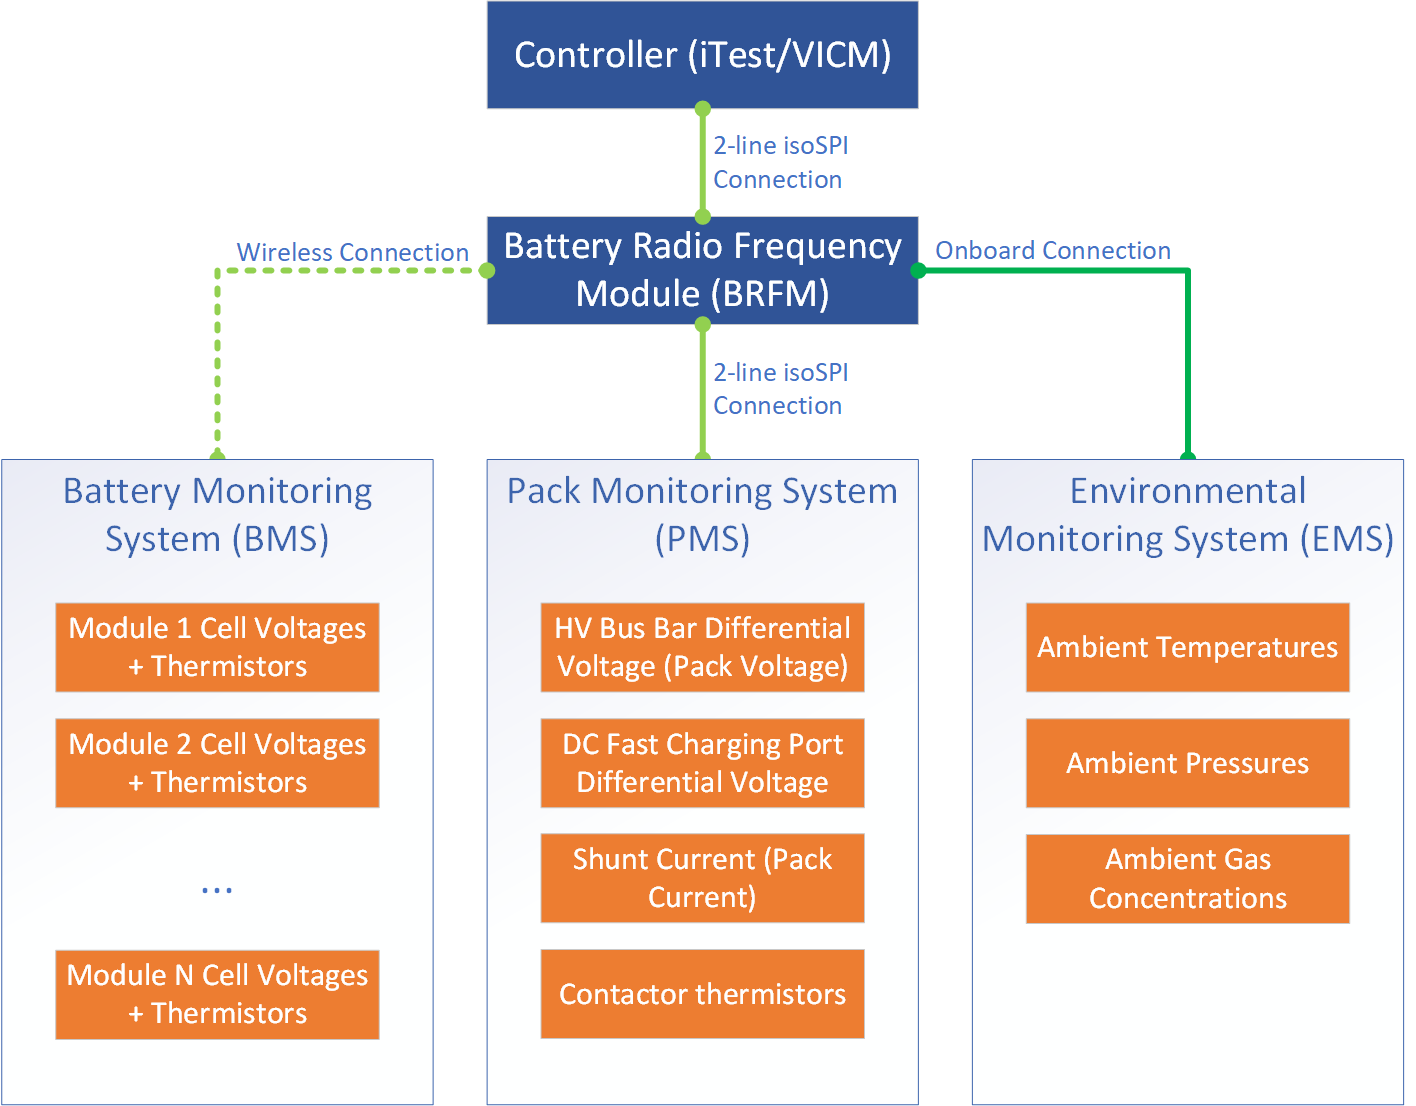 Controller (iTest/VICM)
2-line isoSPI
Connection
Wireless Connection
Battery Radio Frequency
Module (BRFM)
Onboard Connection
2-line isoSPI
Connection
Battery Monitoring
System (BMS)
Module 1 Cell Voltages
+ Thermistors
Module 2 Cell Voltages
+ Thermistors
...
Module N Cell Voltages
+ Thermistors
Pack Monitoring System
(PMS)
HV Bus Bar Differential
Voltage (Pack Voltage)
DC Fast Charging Port
Differential Voltage
Shunt Current (Pack
Current)
Contactor thermistors
Environmental
Monitoring System (EMS)
Ambient Temperatures
Ambient Pressures
Ambient Gas
Concentrations